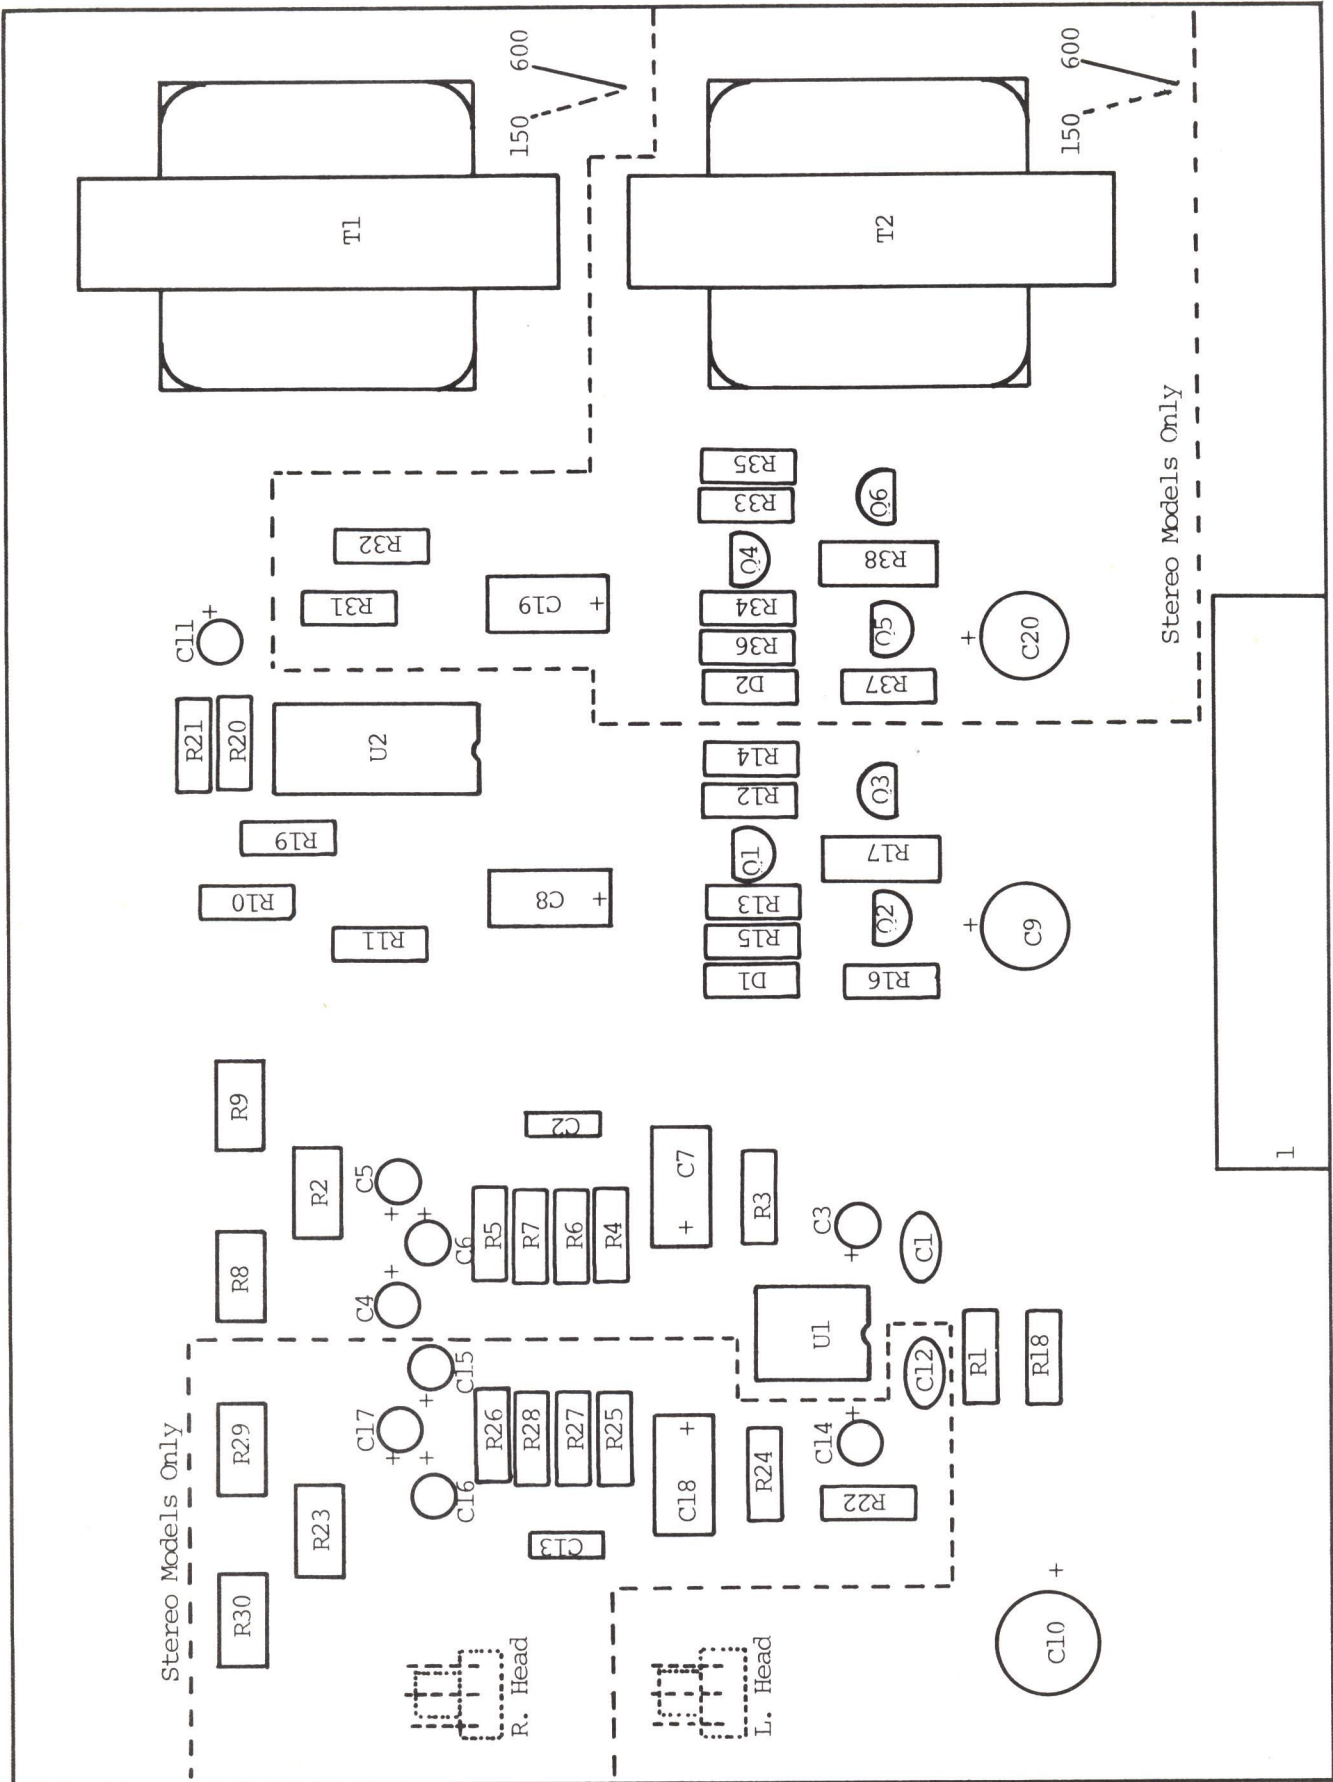 Stereo Models Only
R30
R29
R23
R8
R9
R2
C17
C16
C15
C4
C5
C6
R26
R28
R27
R25
R5
R7
R6
R4
C13
C2
C18
C7
R24
R3
R22
C14
C3
U1
C12
C1
R1
R18
R. Head
L. Head
C10
+
+
+
+
+
+
+
+
+
+
+
R10
R11
R19
R21
R20
U2
C11
+
R31
R32
C8
+
C19
+
D1
R15
R13
Q1
R12
R14
D2
R36
R34
Q4
R33
R35
R16
Q2
R17
Q3
R37
Q5
R38
Q6
C9
+
C20
+
T1
150
600
T2
150
600
Stereo Models Only
1